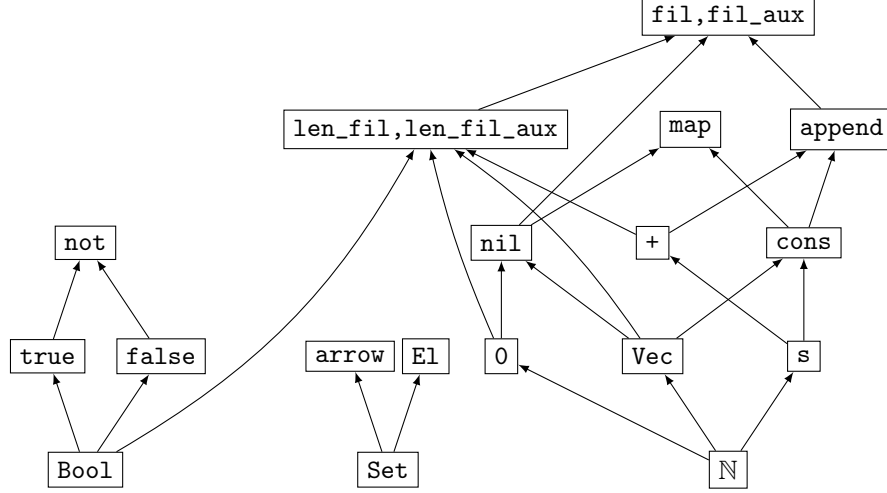 fil,fil_aux
len_fil,len_fil_aux
map
append
not
nil
+
cons
true
false
arrow
El
0
Vec
s
Bool
Set
ℕ